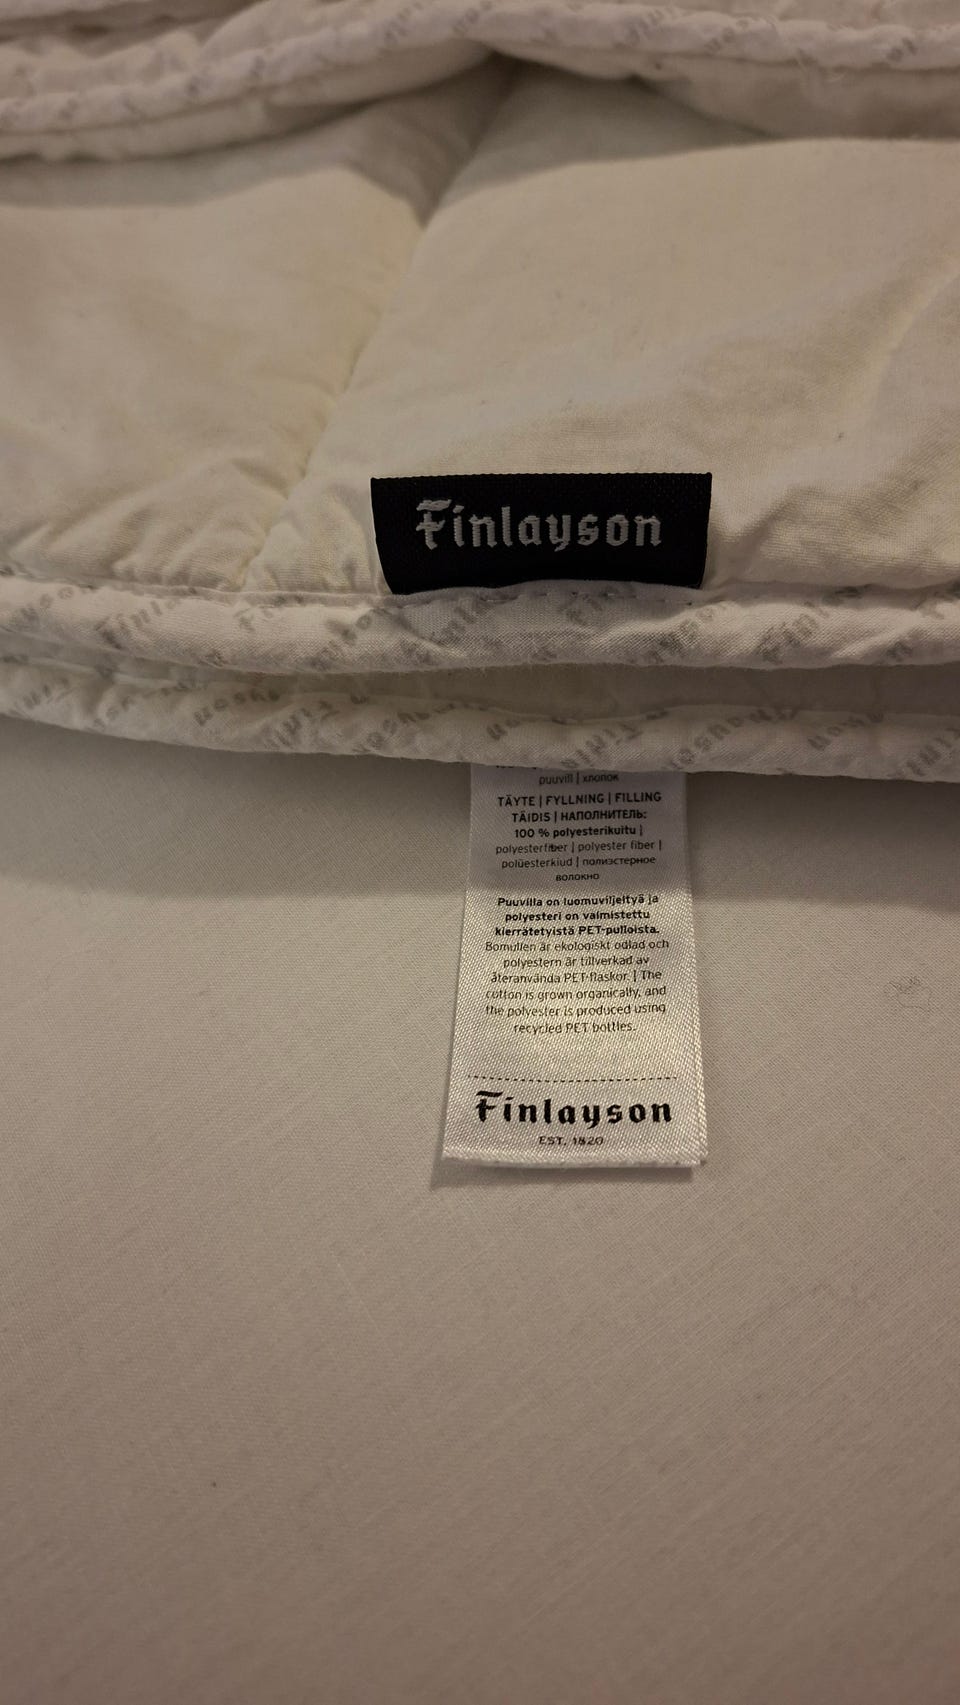 Finlayson
puuvill | хлопок
TÄYTE | FYLLNING | FILLING
TÄIDIS | НАПОЛНИТЕЛЬ:
100 % polyesterikuitu |
polyesterfiber | polyester fiber |
polüesterkiud | полиэстерное
волокно
Puuvilla on luomuviljeltyä ja
polyesteri on valmistettu
kierrätetyistä PET-pulloista.
Bomullen är ekologiskt odlad och
polyestern är tillverkad av
återanvända PET-flaskor. | The
cotton is grown organically, and
the polyester is produced using
recycled PET bottles.
Finlayson
EST. 1820